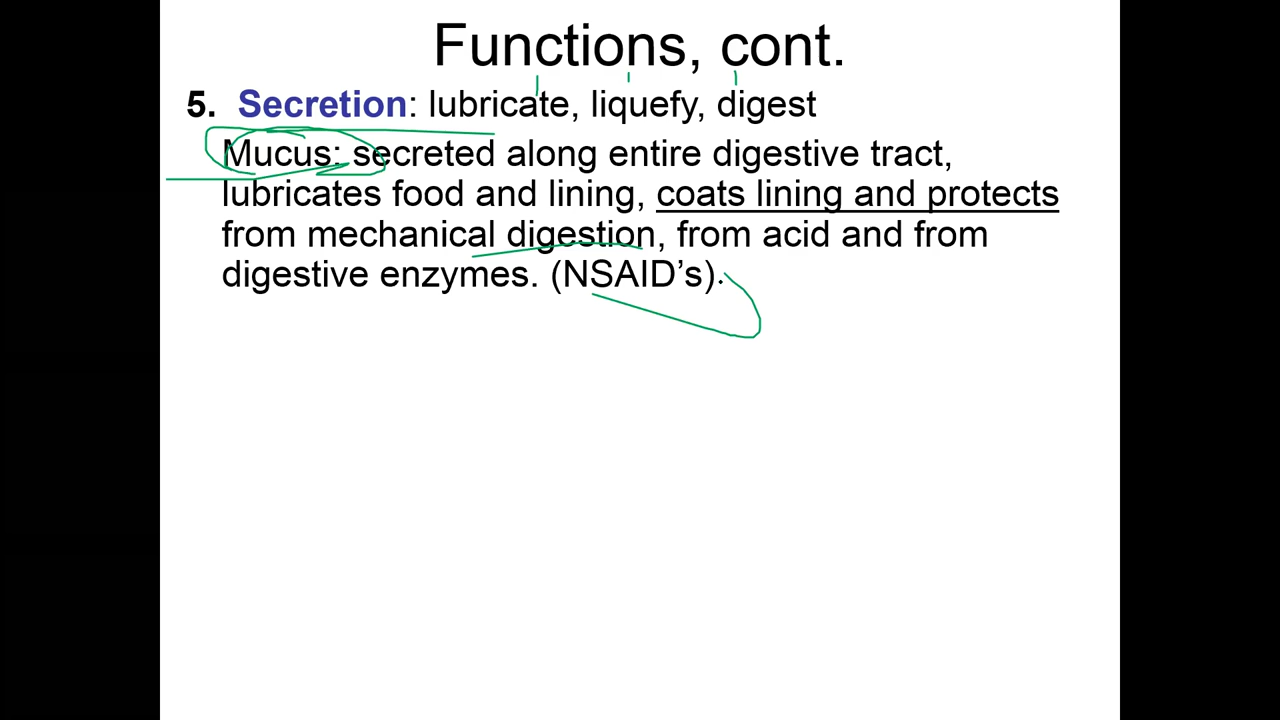 Functions, cont.
5. Secretion: lubricate, liquefy, digest
Mucus: secreted along entire digestive tract,
lubricates food and lining, coats lining and protects
from mechanical digestion, from acid and from
digestive enzymes. (NSAID’s).